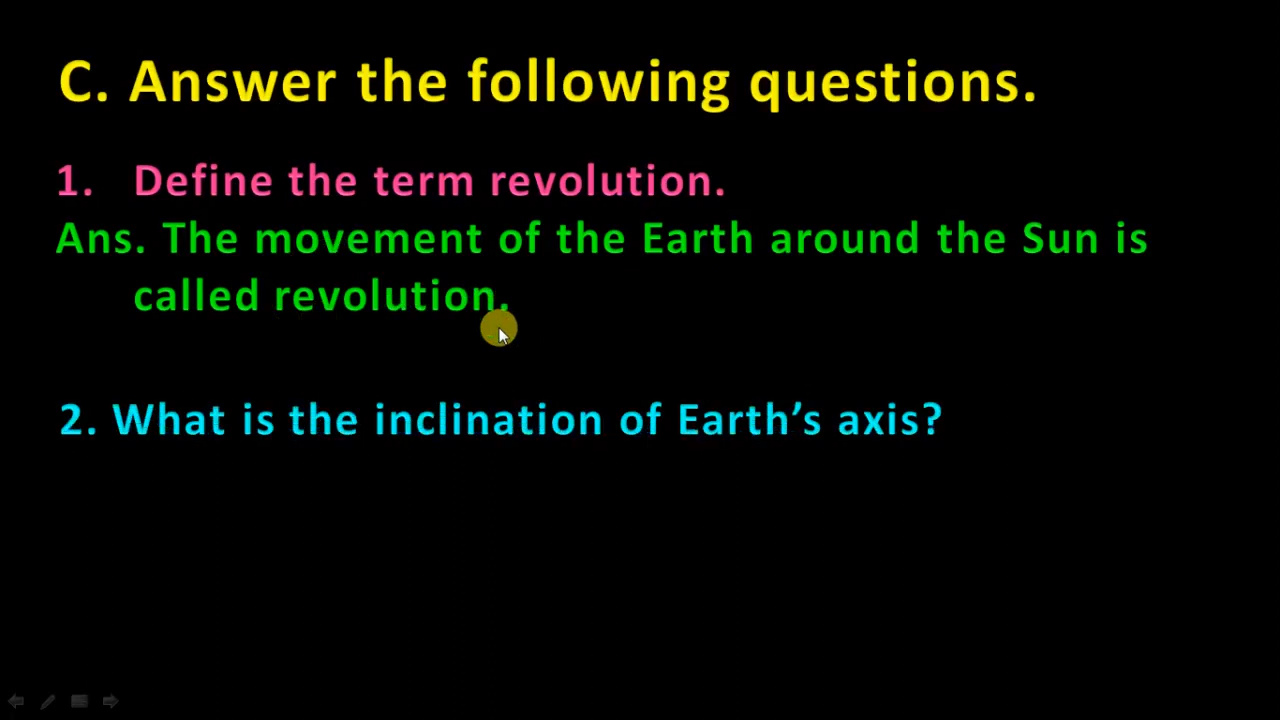 C. Answer the following questions.
1. Define the term revolution.
Ans. The movement of the Earth around the Sun is
called revolution.
2. What is the inclination of Earth’s axis?